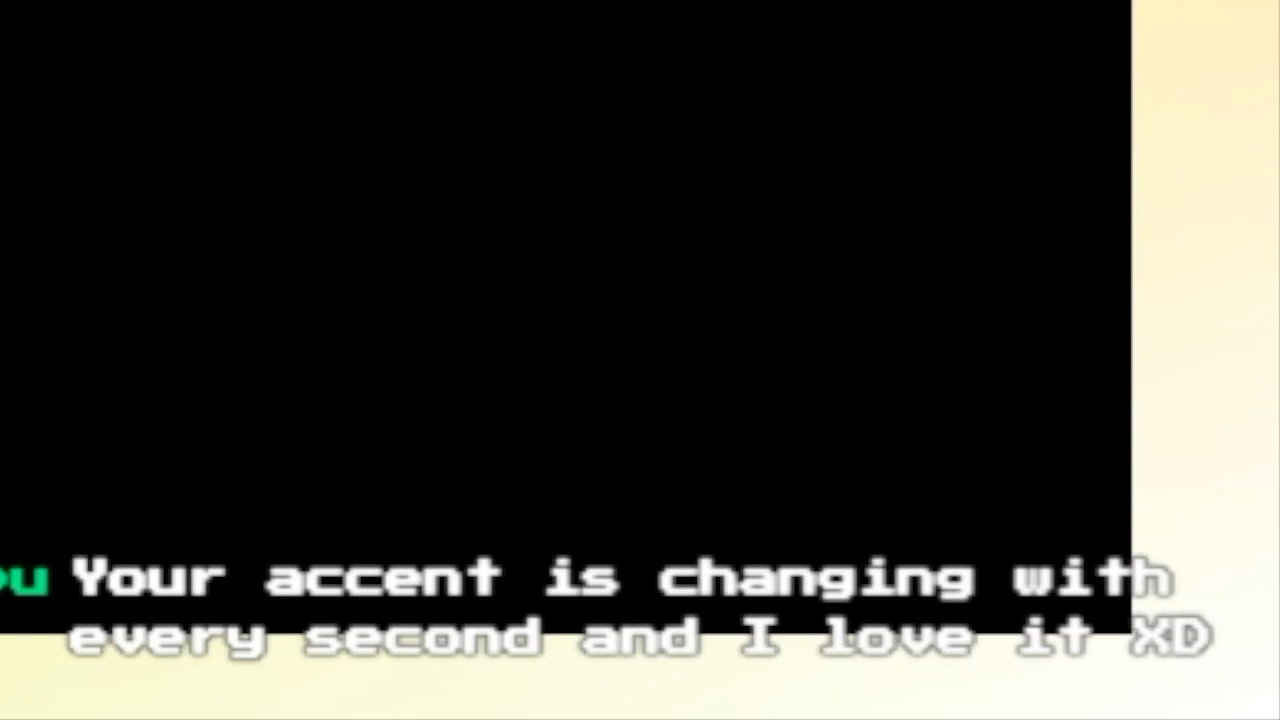 Your accent is changing with
every second and I love it XD